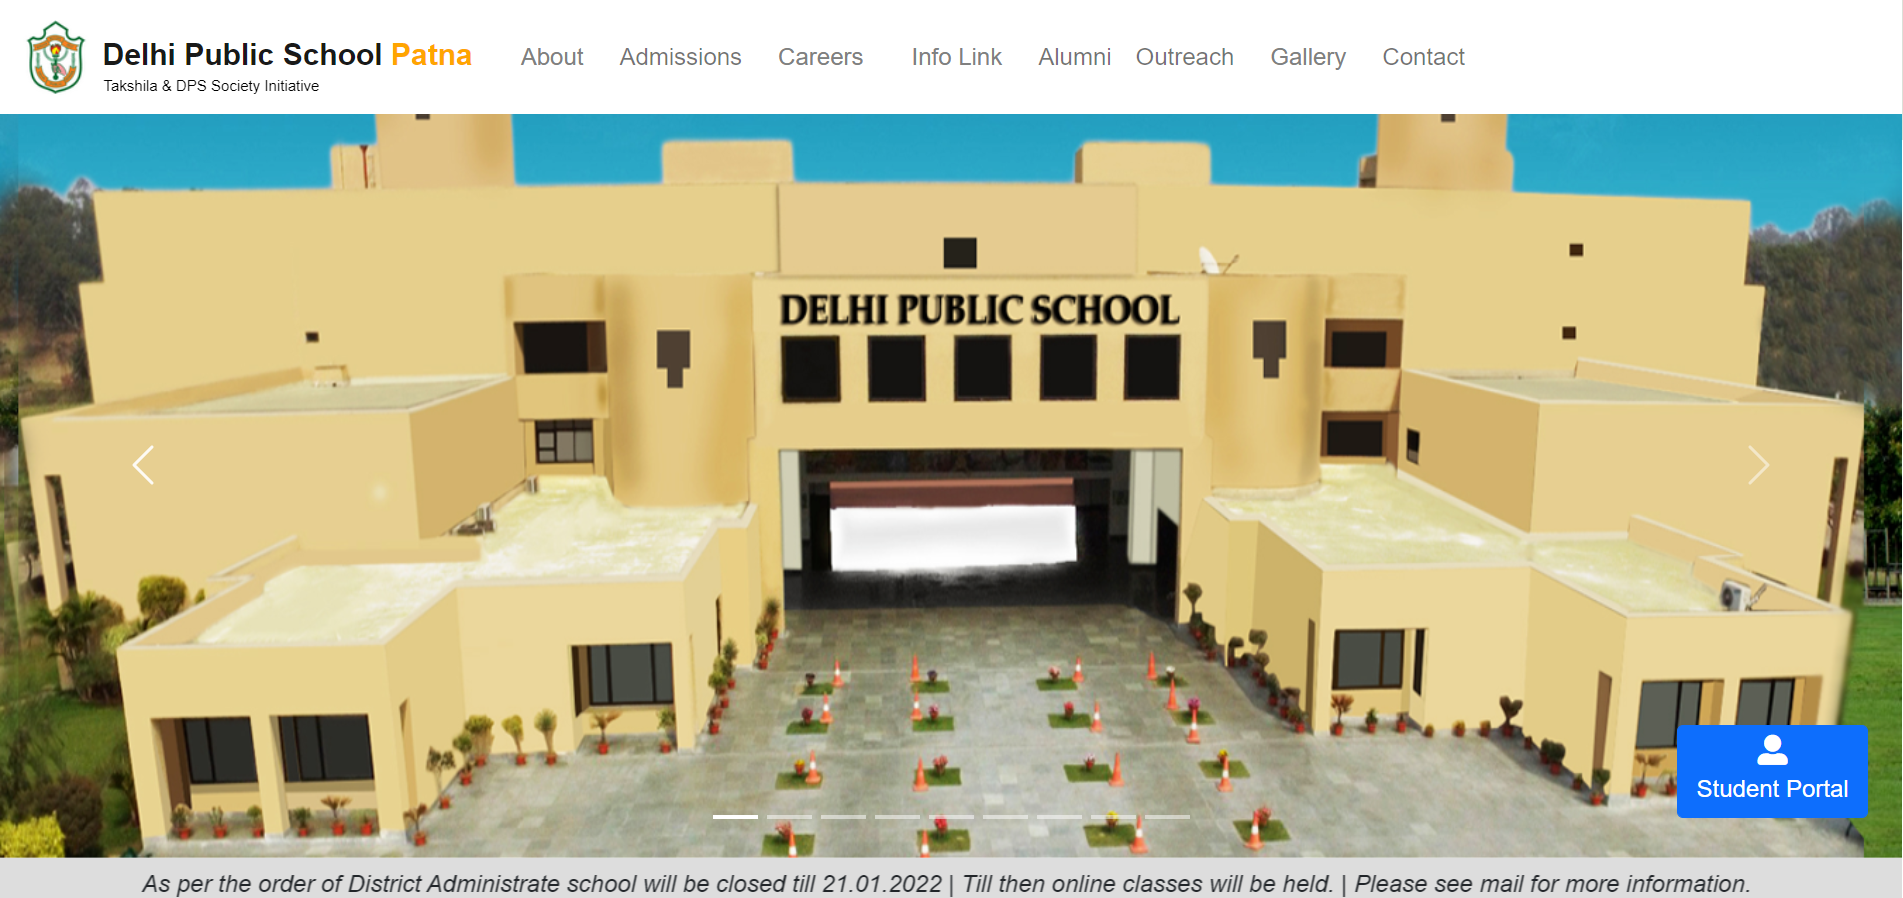 Delhi Public School Patna
Takshila & DPS Society Initiative
About Admissions Careers Info Link Alumni Outreach Gallery Contact
DELHI PUBLIC SCHOOL
Student Portal
As per the order of District Administrate school will be closed till 21.01.2022 | Till then online classes will be held. | Please see mail for more information.